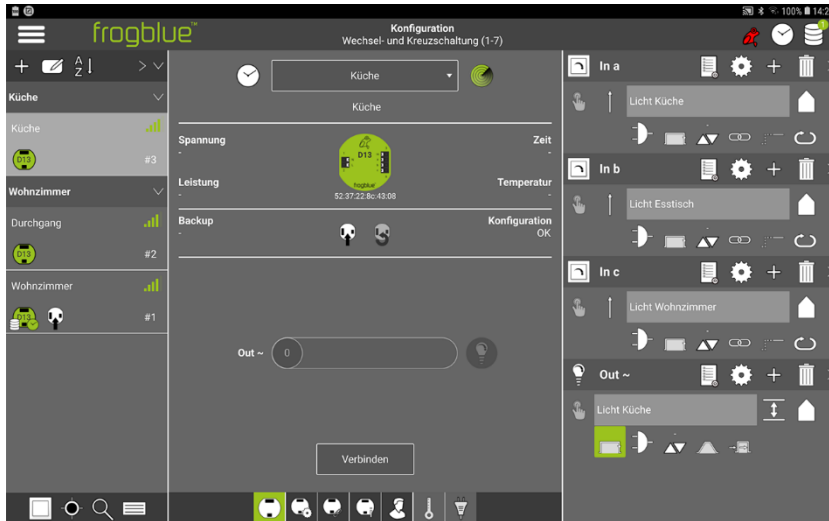 100% 14:2
frogblue™
Konfiguration
Wechsel- und Kreuzschaltung (1-7)
1
A
Z
Küche
Küche
D13
#3
Wohnzimmer
Durchgang
D13
#2
Wohnzimmer
D13
#1
Küche
Küche
Spannung
-
Zeit
-
D13
frogblue
Leistung
-
Temperatur
-
52:37:22:8c:43:08
Backup
-
Konfiguration
OK
Out ~
0
Verbinden
In a
Licht Küche
In b
Licht Esstisch
In c
Licht Wohnzimmer
Out ~
Licht Küche